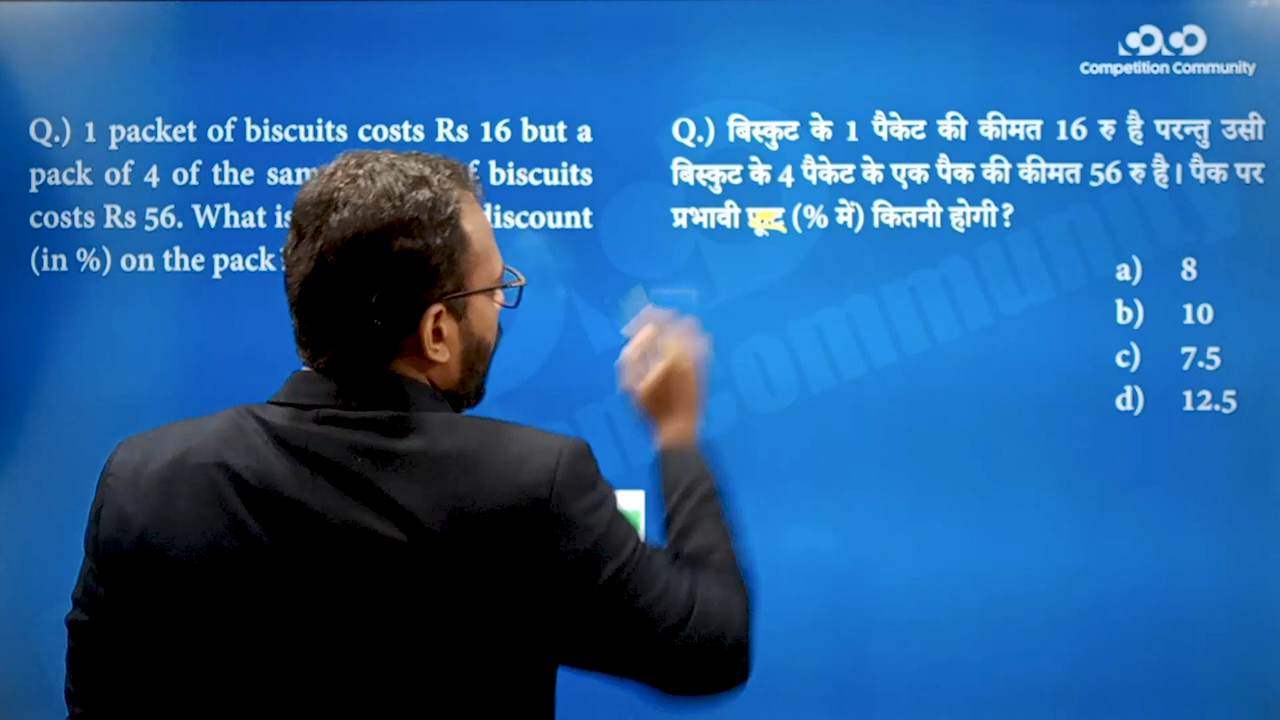 Competition Community
Q.) 1 packet of biscuits costs Rs 16 but a
pack of 4 of the biscuits
costs Rs 56. What discount
(in %) on the pack
Q.) बिस्कुट के 1 पैकेट की कीमत 16 रु है परन्तु उसी
बिस्कुट के 4 पैकेट के एक पैक की कीमत 56 रु है। पैक पर
प्रभावी छूट (% में) कितनी होगी?
a) 8
b) 10
c) 7.5
d) 12.5
community